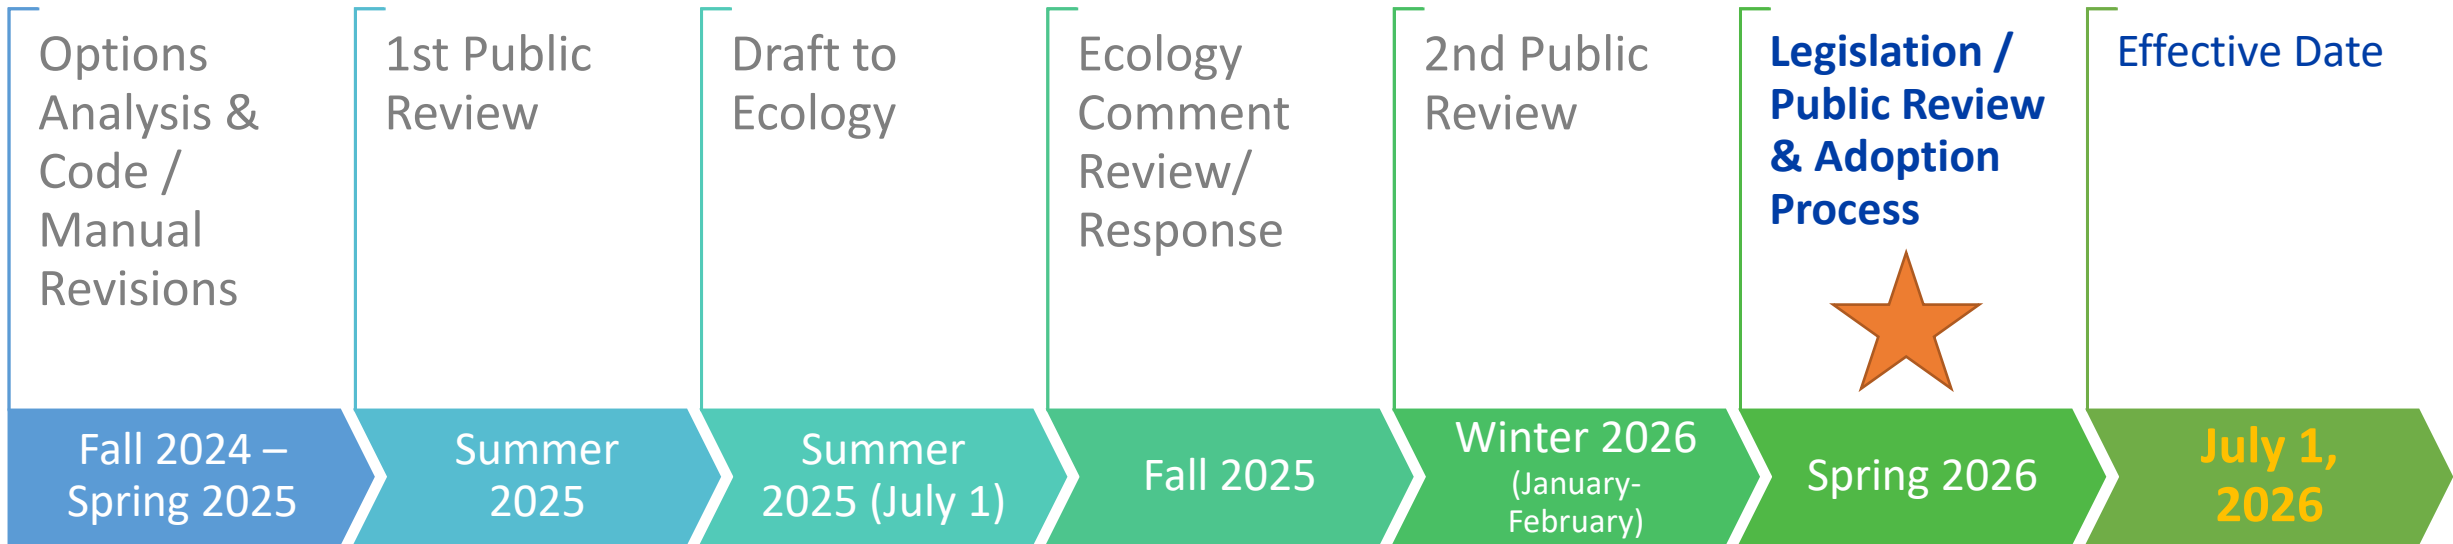 Options
Analysis &
Code /
Manual
Revisions
Fall 2024 –
Spring 2025
1st Public
Review
Summer
2025
Draft to
Ecology
Summer
2025 (July 1)
Ecology
Comment
Review/
Response
Fall 2025
2nd Public
Review
Winter 2026
(January-
February)
Legislation /
Public Review
& Adoption
Process
Spring 2026
Effective Date
July 1,
2026